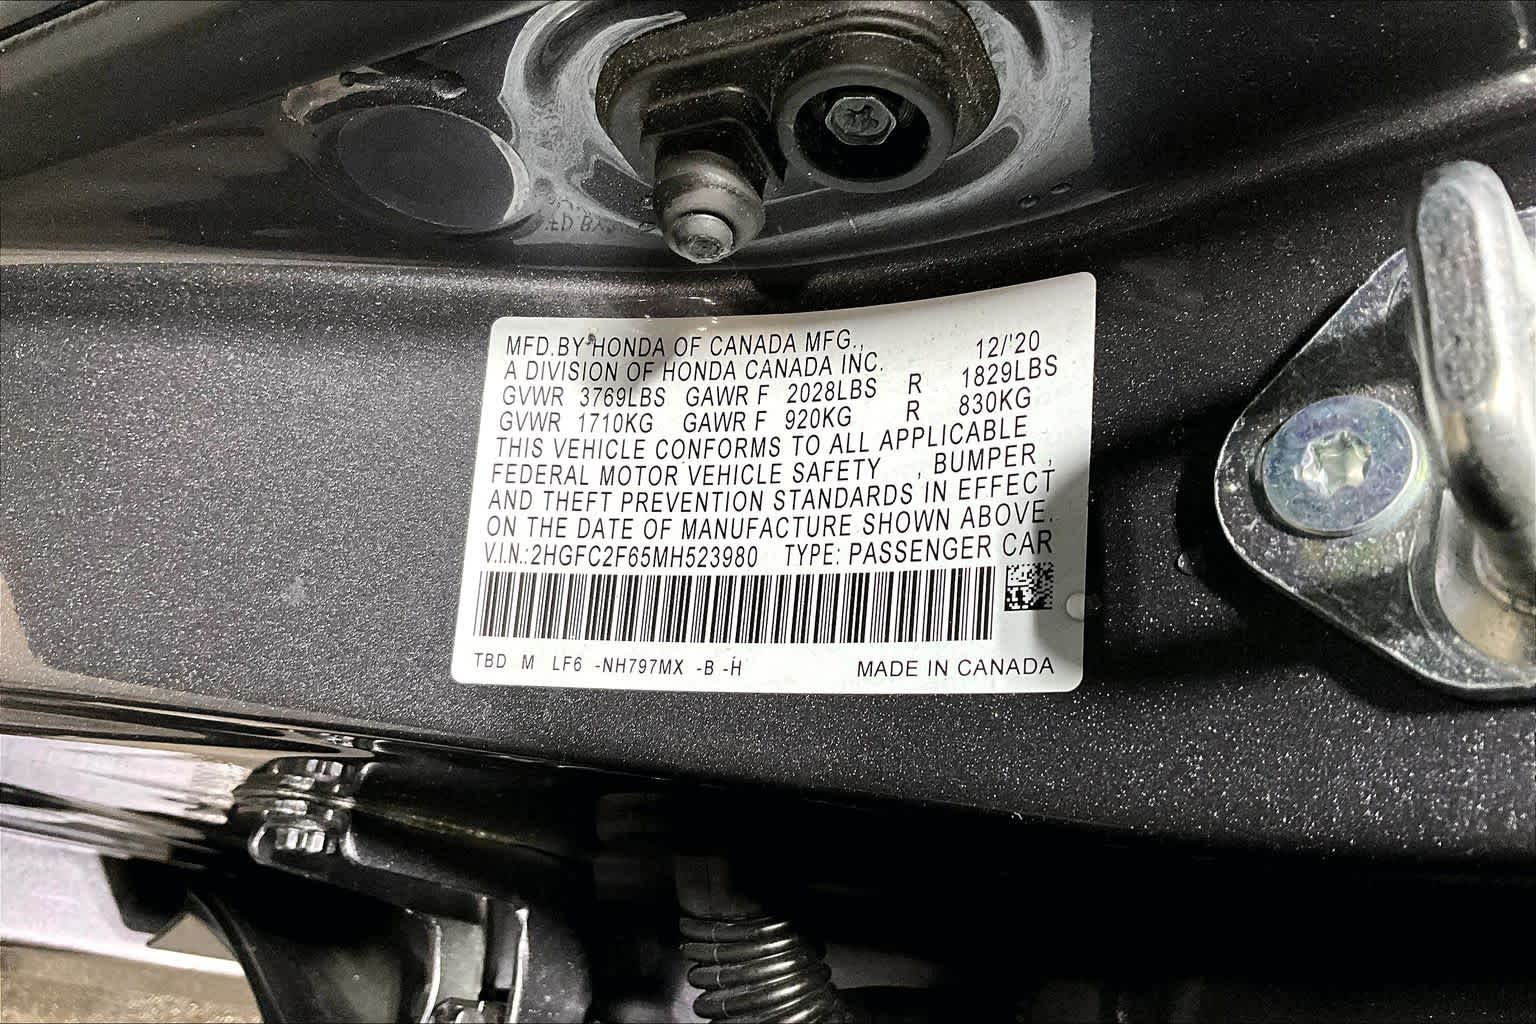 MFD.BY HONDA OF CANADA MFG., 12/'20
A DIVISION OF HONDA CANADA INC.
GVWR 3769LBS GAWR F 2028LBS R 1829LBS
GVWR 1710KG GAWR F 920KG R 830KG
THIS VEHICLE CONFORMS TO ALL APPLICABLE
FEDERAL MOTOR VEHICLE SAFETY , BUMPER ,
AND THEFT PREVENTION STANDARDS IN EFFECT
ON THE DATE OF MANUFACTURE SHOWN ABOVE.
V.I.N.:2HGFC2F65MH523980 TYPE: PASSENGER CAR
TBD M LF6 -NH797MX -B -H MADE IN CANADA